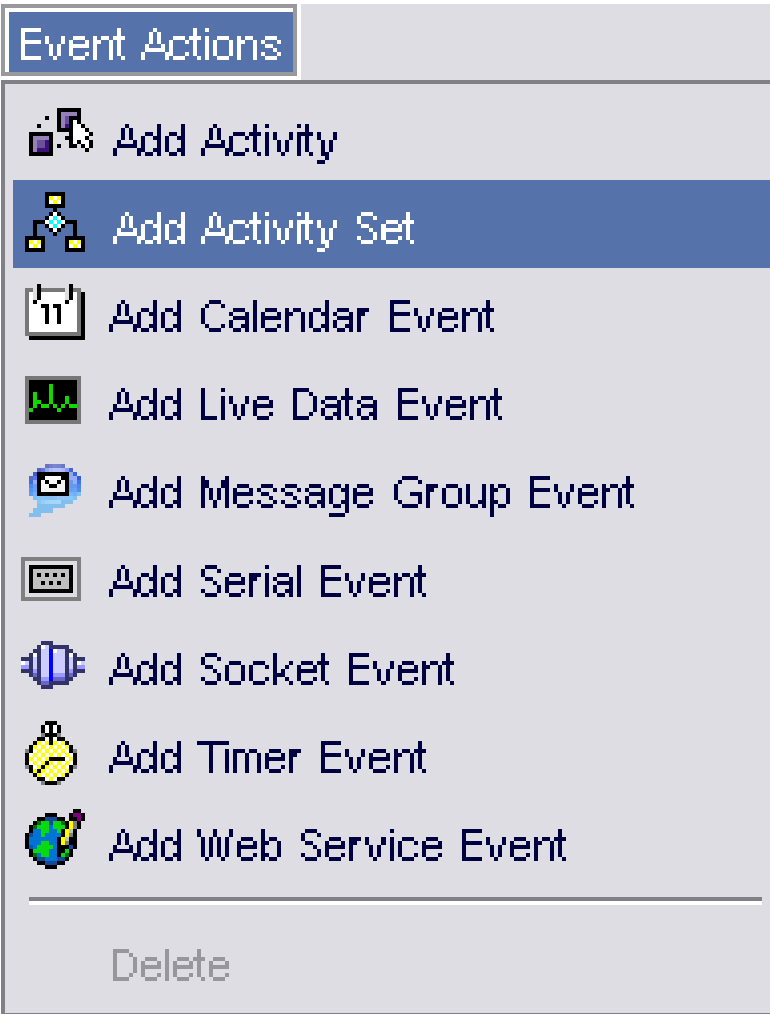 Event Actions
Add Activity
Add Activity Set
11
Add Calendar Event
Add Live Data Event
Add Message Group Event
Add Serial Event
Add Socket Event
Add Timer Event
Add Web Service Event
Delete